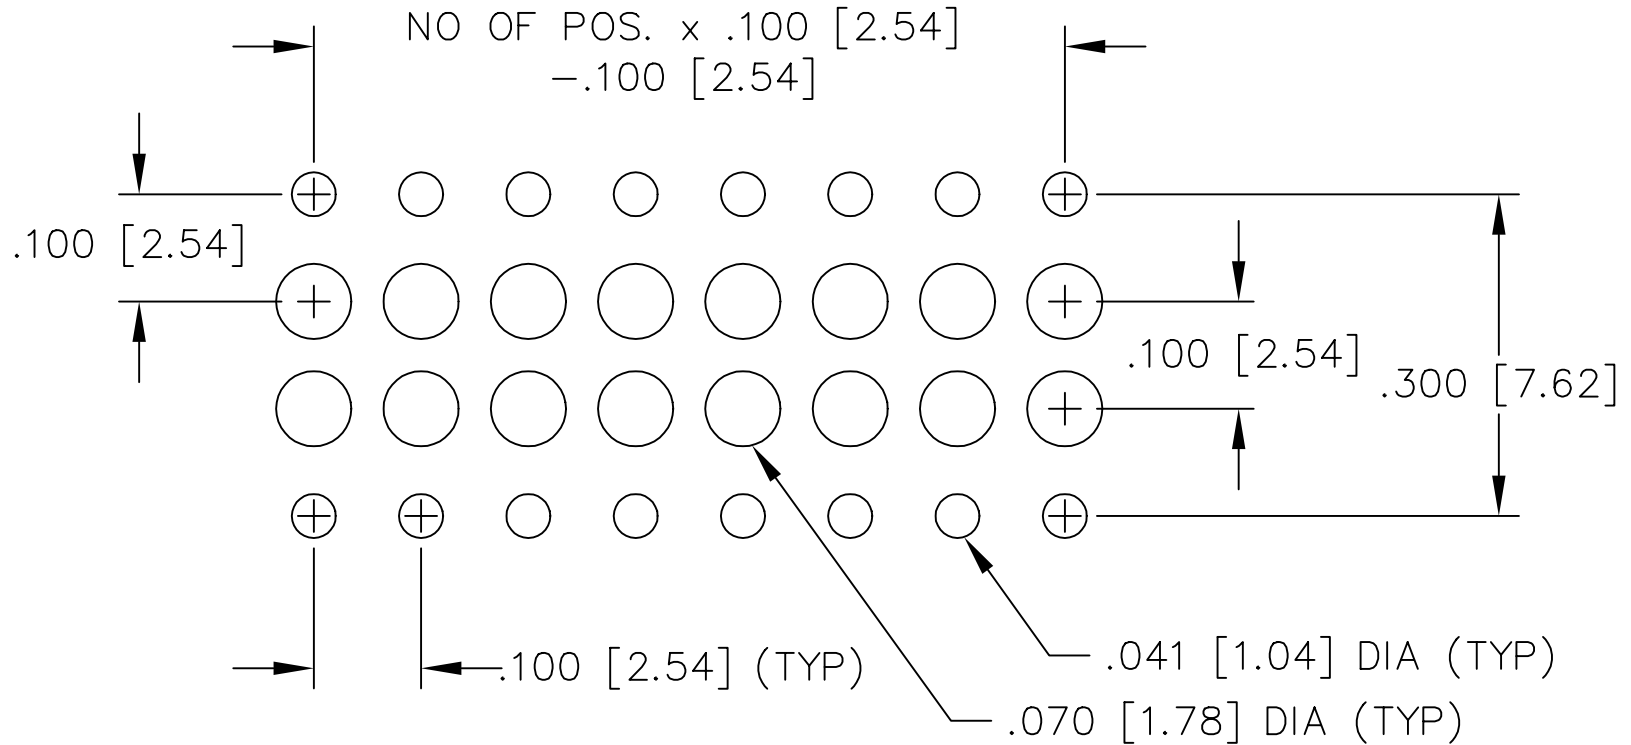 NO OF POS. x .100 [2.54]
-.100 [2.54]
.100 [2.54]
.100 [2.54]
.300 [7.62]
.100 [2.54] (TYP)
.041 [1.04] DIA (TYP)
.070 [1.78] DIA (TYP)